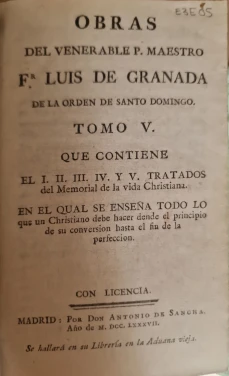 E3E05
OBRAS
DEL VENERABLE P. MAESTRO
F.R LUIS DE GRANADA
DE LA ORDEN DE SANTO DOMINGO.
TOMO V.
QUE CONTIENE
EL I. II. III. IV. Y V. TRATADOS
del Memorial de la vida Christiana.
EN EL QUAL SE ENSEÑA TODO LO
que un Christiano debe hacer dende el principio
de su conversion hasta el fin de la
perfeccion.
CON LICENCIA.
MADRID: POR DON ANTONIO DE SANCHA.
Año de M. DCC. LXXXVII.
Se hallará en su Librería en la Aduana vieja.